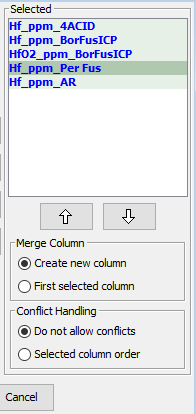 Selected
Hf_ppm_4ACID
Hf_ppm_BorFusICP
HfO2_ppm_BorFusICP
Hf_ppm_Per Fus
Hf_ppm_AR
Merge Column
Create new column
First selected column
Conflict Handling
Do not allow conflicts
Selected column order
Cancel